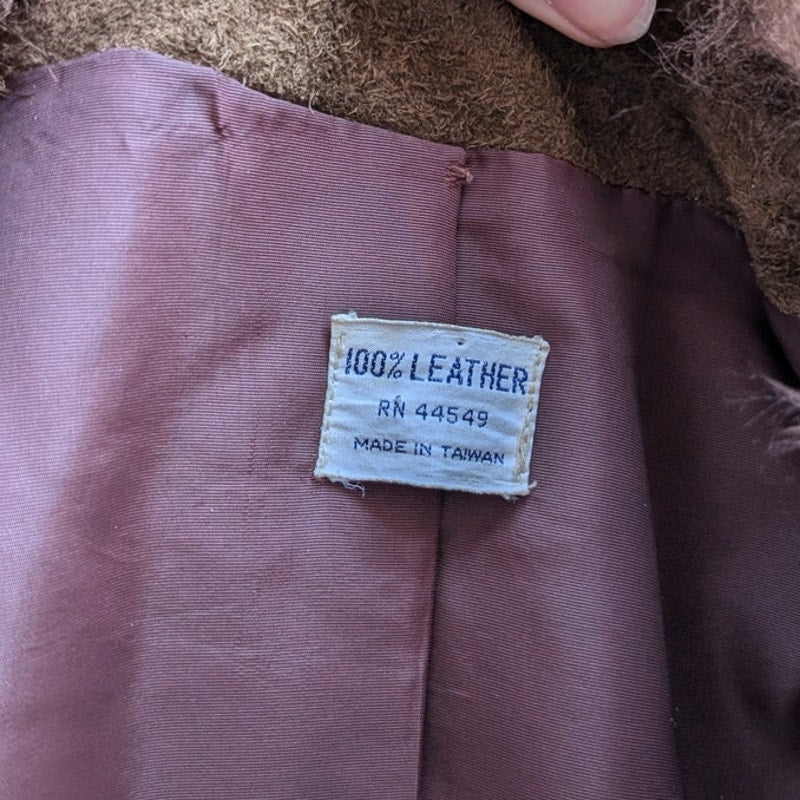 100% LEATHER
RN 44549
MADE IN TAIWAN